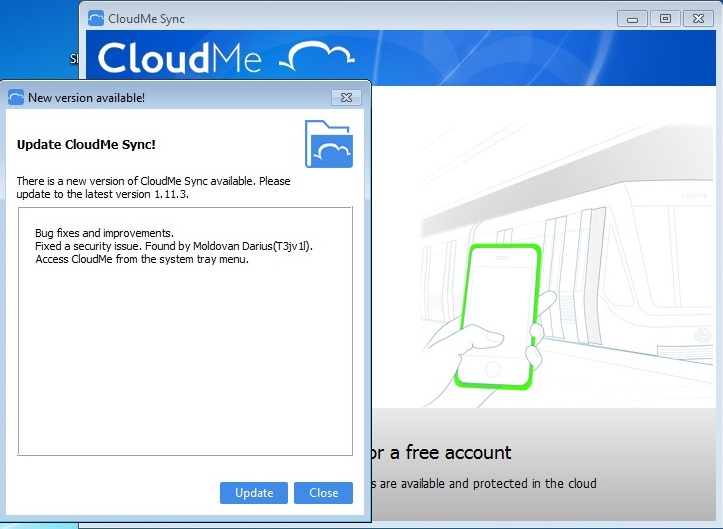 CloudMe Sync
CloudMe
New version available!
Update CloudMe Sync!
There is a new version of CloudMe Sync available. Please
update to the latest version 1.11.3.
Bug fixes and improvements.
Fixed a security issue. Found by Moldovan Darius(T3jv1l).
Access CloudMe from the system tray menu.
Update
Close
or a free account
s are available and protected in the cloud